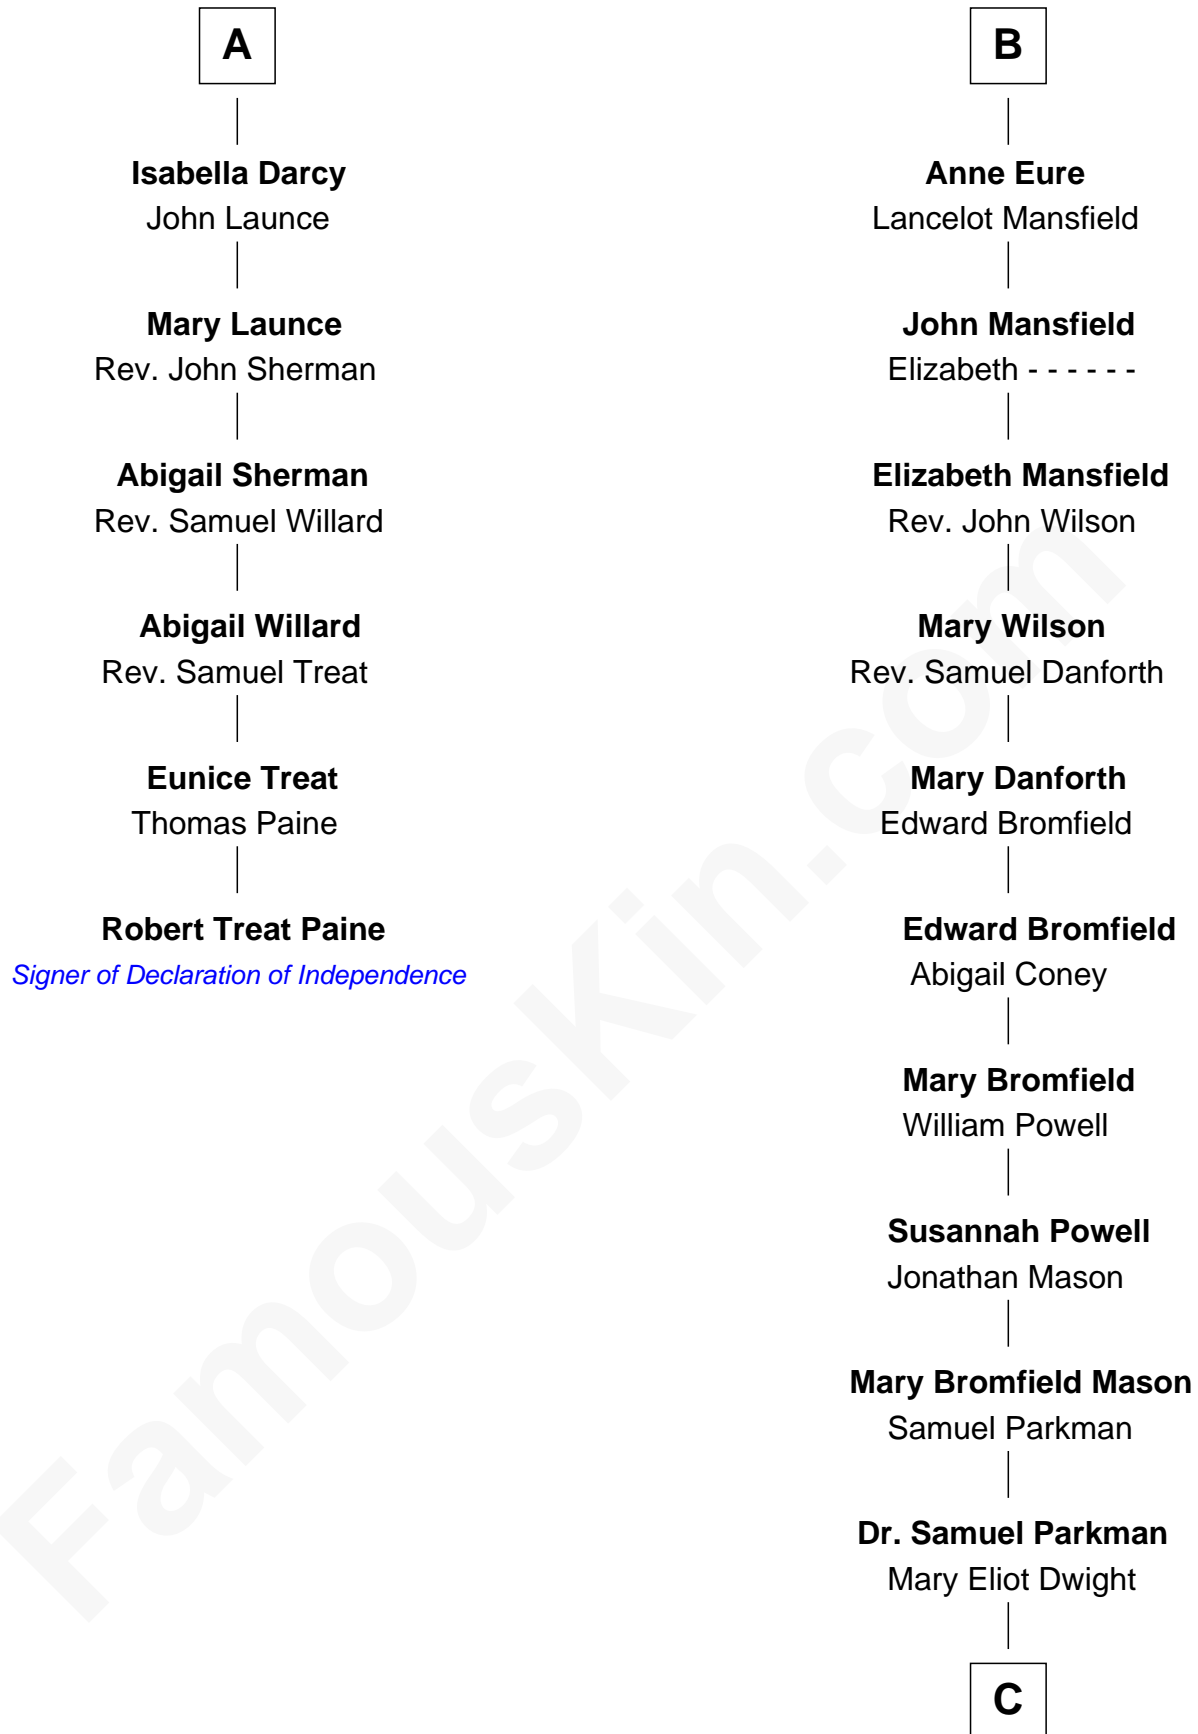 A
Isabella Darcy
John Launce
Mary Launce
Rev. John Sherman
Abigail Sherman
Rev. Samuel Willard
Abigail Willard
Rev. Samuel Treat
Eunice Treat
Thomas Paine
Robert Treat Paine
Signer of Declaration of Independence
B
Anne Eure
Lancelot Mansfield
John Mansfield
Elizabeth - - - - - -
Elizabeth Mansfield
Rev. John Wilson
Mary Wilson
Rev. Samuel Danforth
Mary Danforth
Edward Bromfield
Edward Bromfield
Abigail Coney
Mary Bromfield
William Powell
Susannah Powell
Jonathan Mason
Mary Bromfield Mason
Samuel Parkman
Dr. Samuel Parkman
Mary Eliot Dwight
C
FamousKin.com